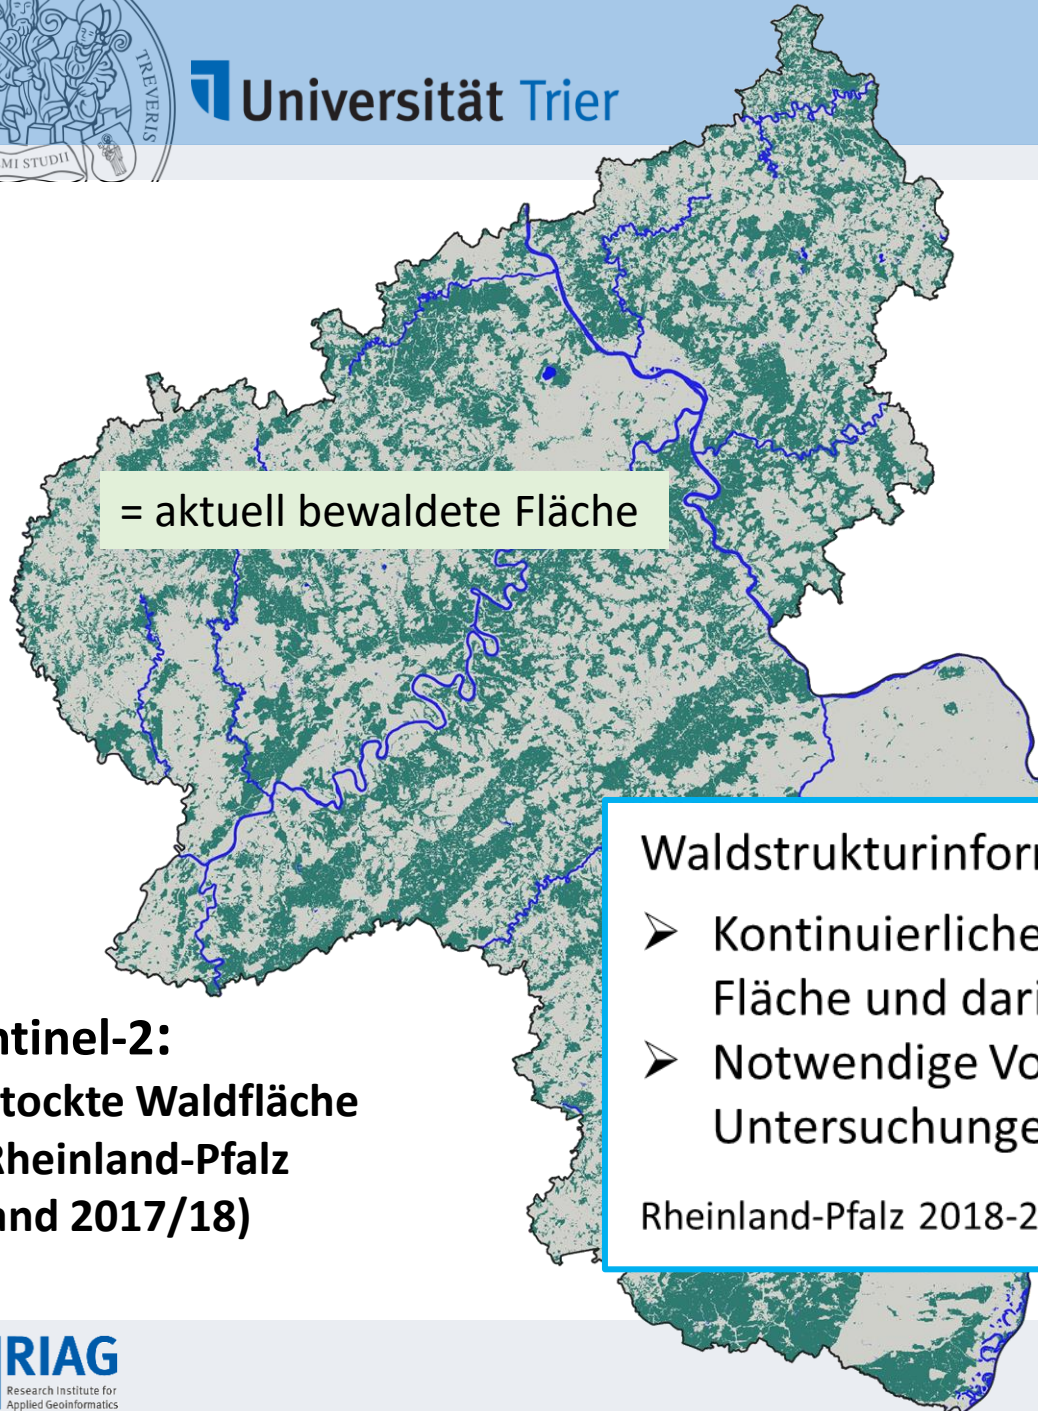 TREVERIS
MI STUDII
Universität Trier
= aktuell bewaldete Fläche
ntinel-2:
tockte Waldfläche
Rheinland-Pfalz
and 2017/18)
Waldstrukturinfor
➢ Kontinuierliche
Fläche und dari
➢ Notwendige Vo
Untersuchunge
Rheinland-Pfalz 2018-2
RIAG
Research Institute for
Applied Geoinformatics